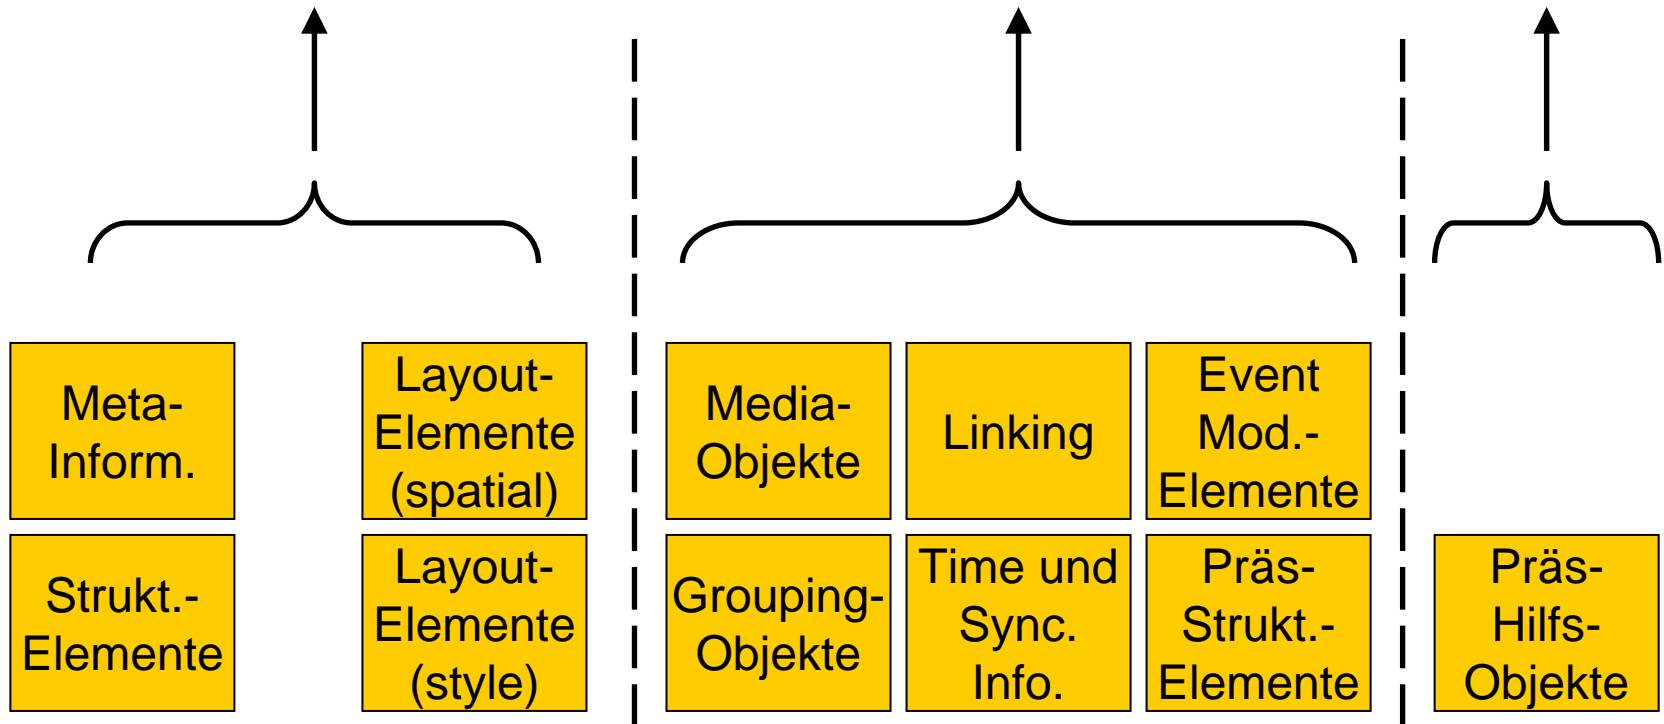 Meta-
Inform.
Layout-
Elemente
(spatial)
Media-
Objekte
Linking
Event
Mod.-
Elemente
Strukt.-
Elemente
Layout-
Elemente
(style)
Grouping-
Objekte
Time und
Sync.
Info.
Präs-
Strukt.-
Elemente
Präs-
Hilfs-
Objekte